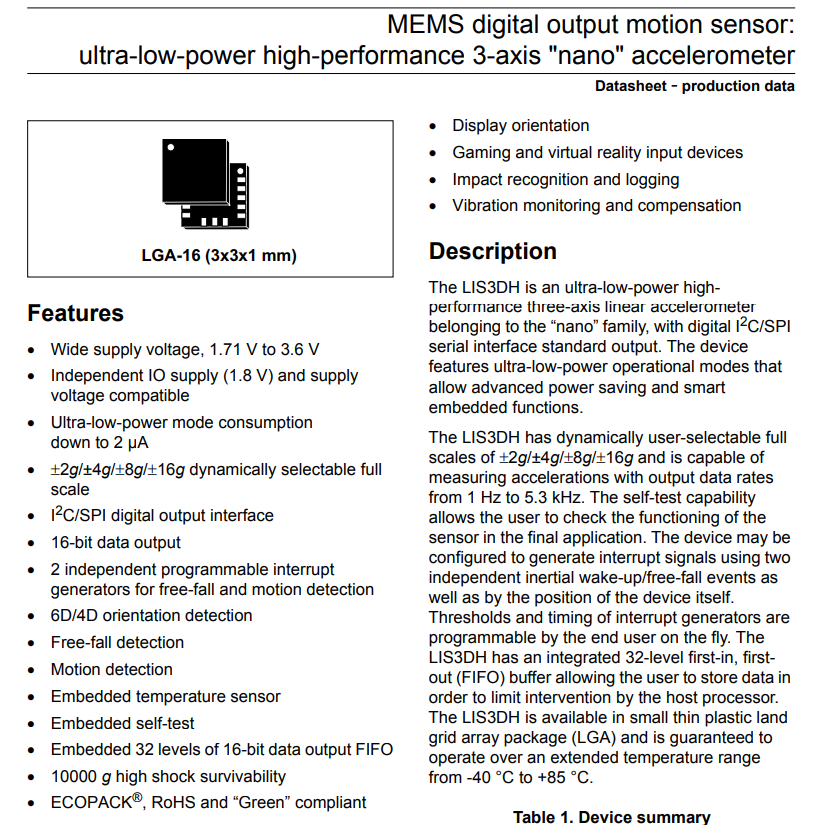 MEMS digital output motion sensor:
ultra-low-power high-performance 3-axis "nano" accelerometer
Datasheet - production data
LGA-16 (3x3x1 mm)
Features
• Wide supply voltage, 1.71 V to 3.6 V
• Independent IO supply (1.8 V) and supply
voltage compatible
• Ultra-low-power mode consumption
down to 2 μA
• ±2g/±4g/±8g/±16g dynamically selectable full
scale
• I²C/SPI digital output interface
• 16-bit data output
• 2 independent programmable interrupt
generators for free-fall and motion detection
• 6D/4D orientation detection
• Free-fall detection
• Motion detection
• Embedded temperature sensor
• Embedded self-test
• Embedded 32 levels of 16-bit data output FIFO
• 10000 g high shock survivability
• ECOPACK®, RoHS and “Green” compliant
• Display orientation
• Gaming and virtual reality input devices
• Impact recognition and logging
• Vibration monitoring and compensation
Description
The LIS3DH is an ultra-low-power high-
performance three-axis linear accelerometer
belonging to the “nano” family, with digital I²C/SPI
serial interface standard output. The device
features ultra-low-power operational modes that
allow advanced power saving and smart
embedded functions.
The LIS3DH has dynamically user-selectable full
scales of ±2g/±4g/±8g/±16g and is capable of
measuring accelerations with output data rates
from 1 Hz to 5.3 kHz. The self-test capability
allows the user to check the functioning of the
sensor in the final application. The device may be
configured to generate interrupt signals using two
independent inertial wake-up/free-fall events as
well as by the position of the device itself.
Thresholds and timing of interrupt generators are
programmable by the end user on the fly. The
LIS3DH has an integrated 32-level first-in, first-
out (FIFO) buffer allowing the user to store data in
order to limit intervention by the host processor.
The LIS3DH is available in small thin plastic land
grid array package (LGA) and is guaranteed to
operate over an extended temperature range
from -40 °C to +85 °C.
Table 1. Device summary